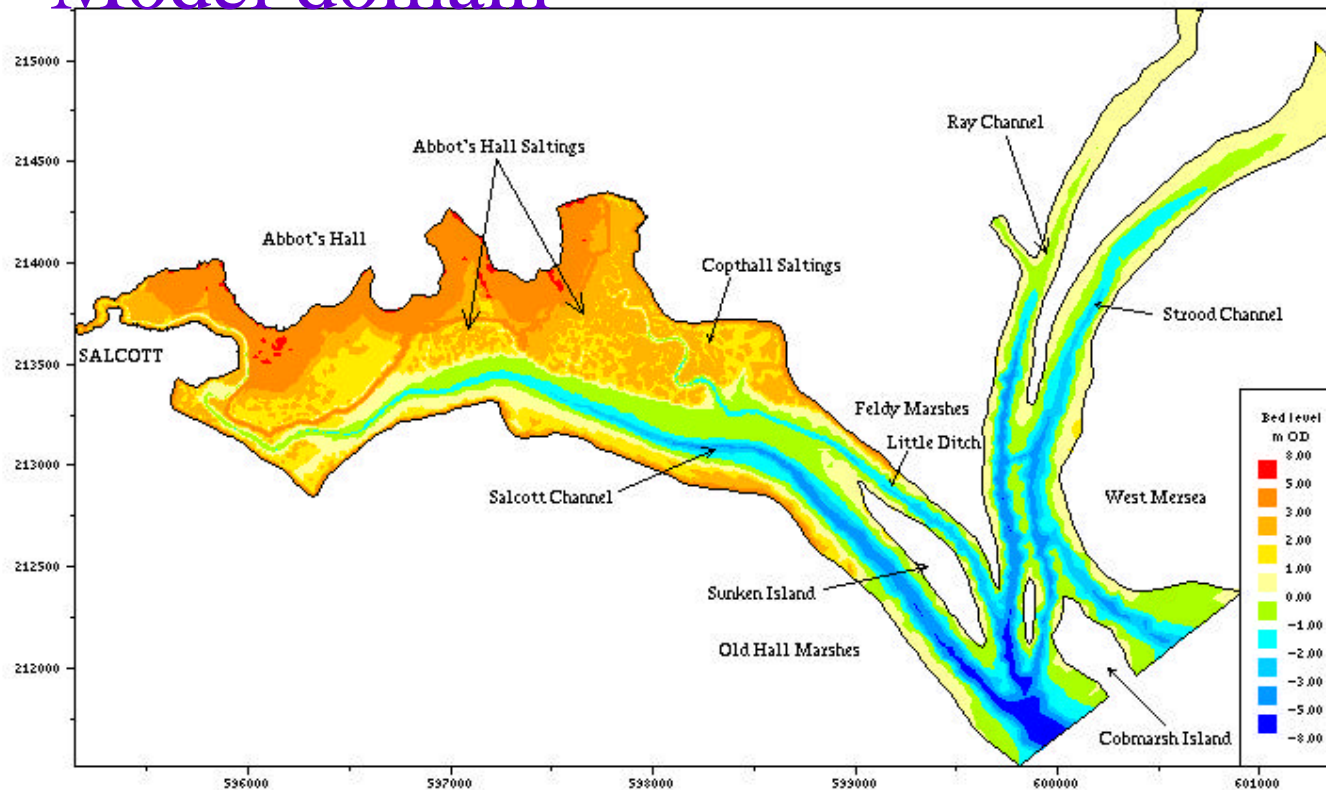 Model domain
215000
214500
214000
213500
213000
212500
212000
596000
597000
598000
599000
600000
601000
Ray Channel
Abbot's Hall Saltings
Abbot's Hall
Copthall Saltings
Strood Channel
SALCOTT
Feldy Marshes
Little Ditch
Salcott Channel
West Mersea
Sunken Island
Old Hall Marshes
Cobmarsh Island
Bed level
m OD
8.00
5.00
3.00
2.00
1.00
0.00
-1.00
-2.00
-3.00
-5.00
-8.00